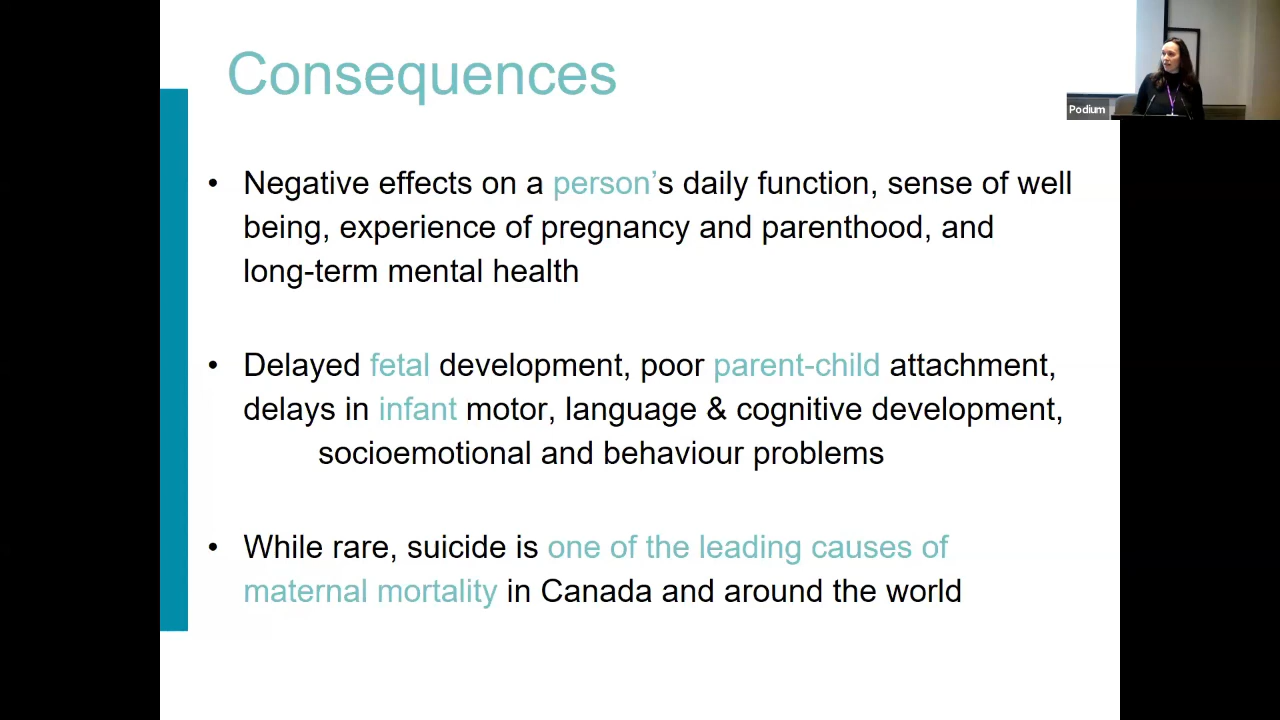 Consequences
Podium
• Negative effects on a person's daily function, sense of well
being, experience of pregnancy and parenthood, and
long-term mental health
• Delayed fetal development, poor parent-child attachment,
delays in infant motor, language & cognitive development,
socioemotional and behaviour problems
• While rare, suicide is one of the leading causes of
maternal mortality in Canada and around the world